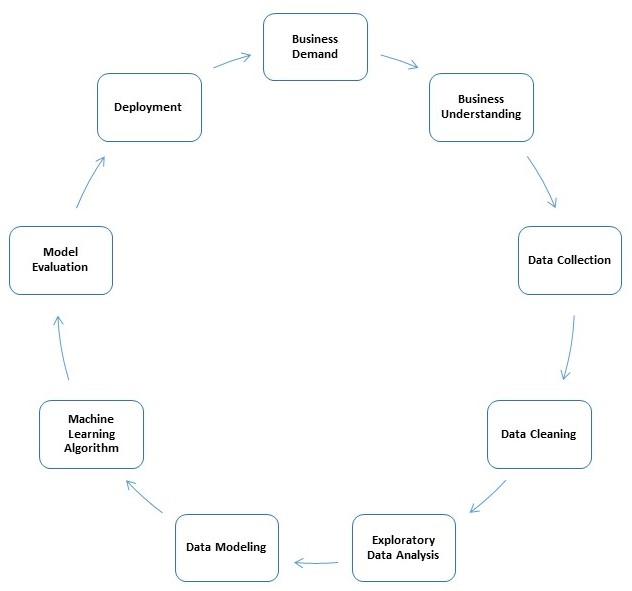 Business
Demand
Business
Understanding
Data Collection
Data Cleaning
Exploratory
Data Analysis
Data Modeling
Machine
Learning
Algorithm
Model
Evaluation
Deployment